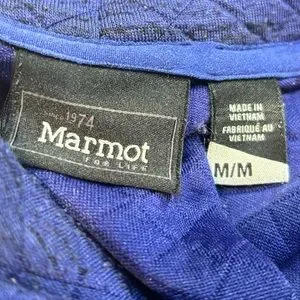 1974
Marmot
FOR LIFE
MADE IN
VIETNAM
FABRIQUÉ AU
VIETNAM
M/M